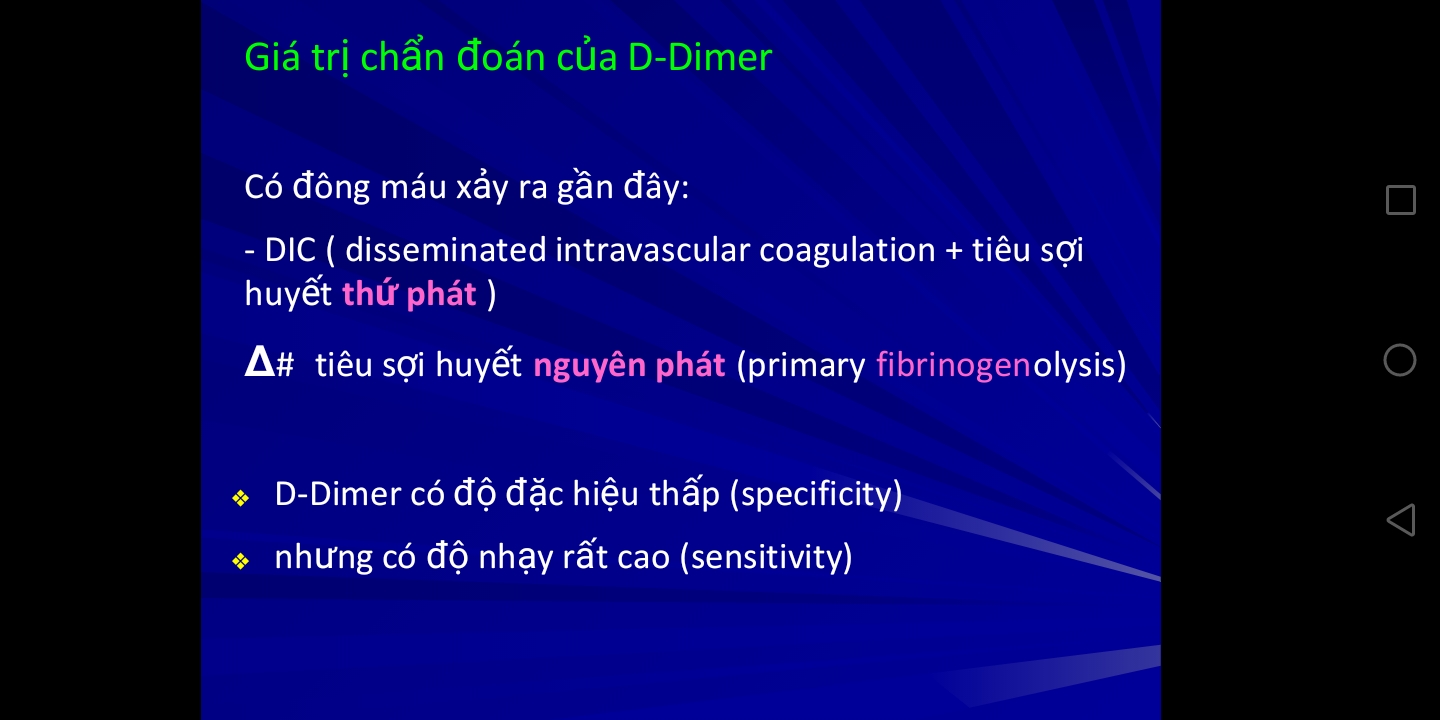 Giá trị chẩn đoán của D-Dimer
Có đông máu xảy ra gần đây:
- DIC ( disseminated intravascular coagulation + tiêu sợi
huyết thứ phát )
Δ# tiêu sợi huyết nguyên phát (primary fibrinogenolysis)
❖ D-Dimer có độ đặc hiệu thấp (specificity)
❖ nhưng có độ nhạy rất cao (sensitivity)